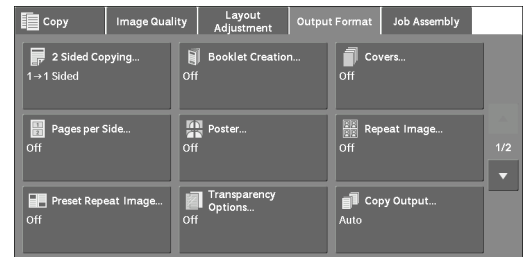 Copy
Image Quality
Layout
Adjustment
Output Format
Job Assembly
2 Sided Copying...
1→1 Sided
Booklet Creation...
Off
Covers...
Off
Pages per Side...
Off
Poster...
Off
Repeat Image...
Off
1/2
Preset Repeat Image...
Off
Transparency
Options...
Off
Copy Output...
Auto